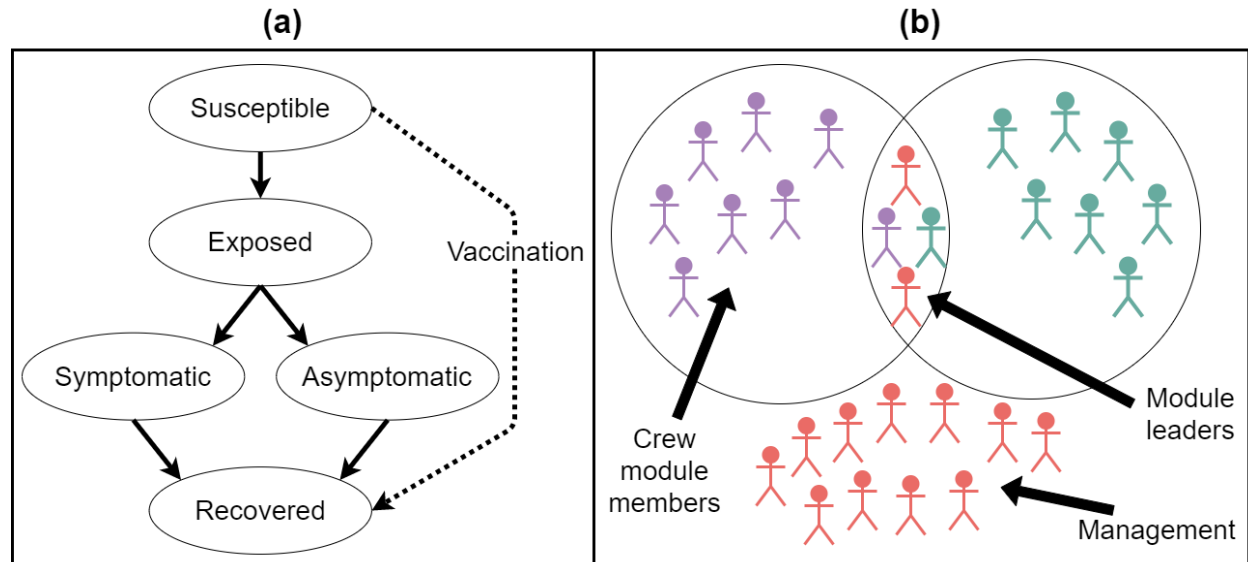 (a)
Susceptible
Exposed
Vaccination
Symptomatic
Asymptomatic
Recovered
(b)
Crew
module
members
Module
leaders
Management